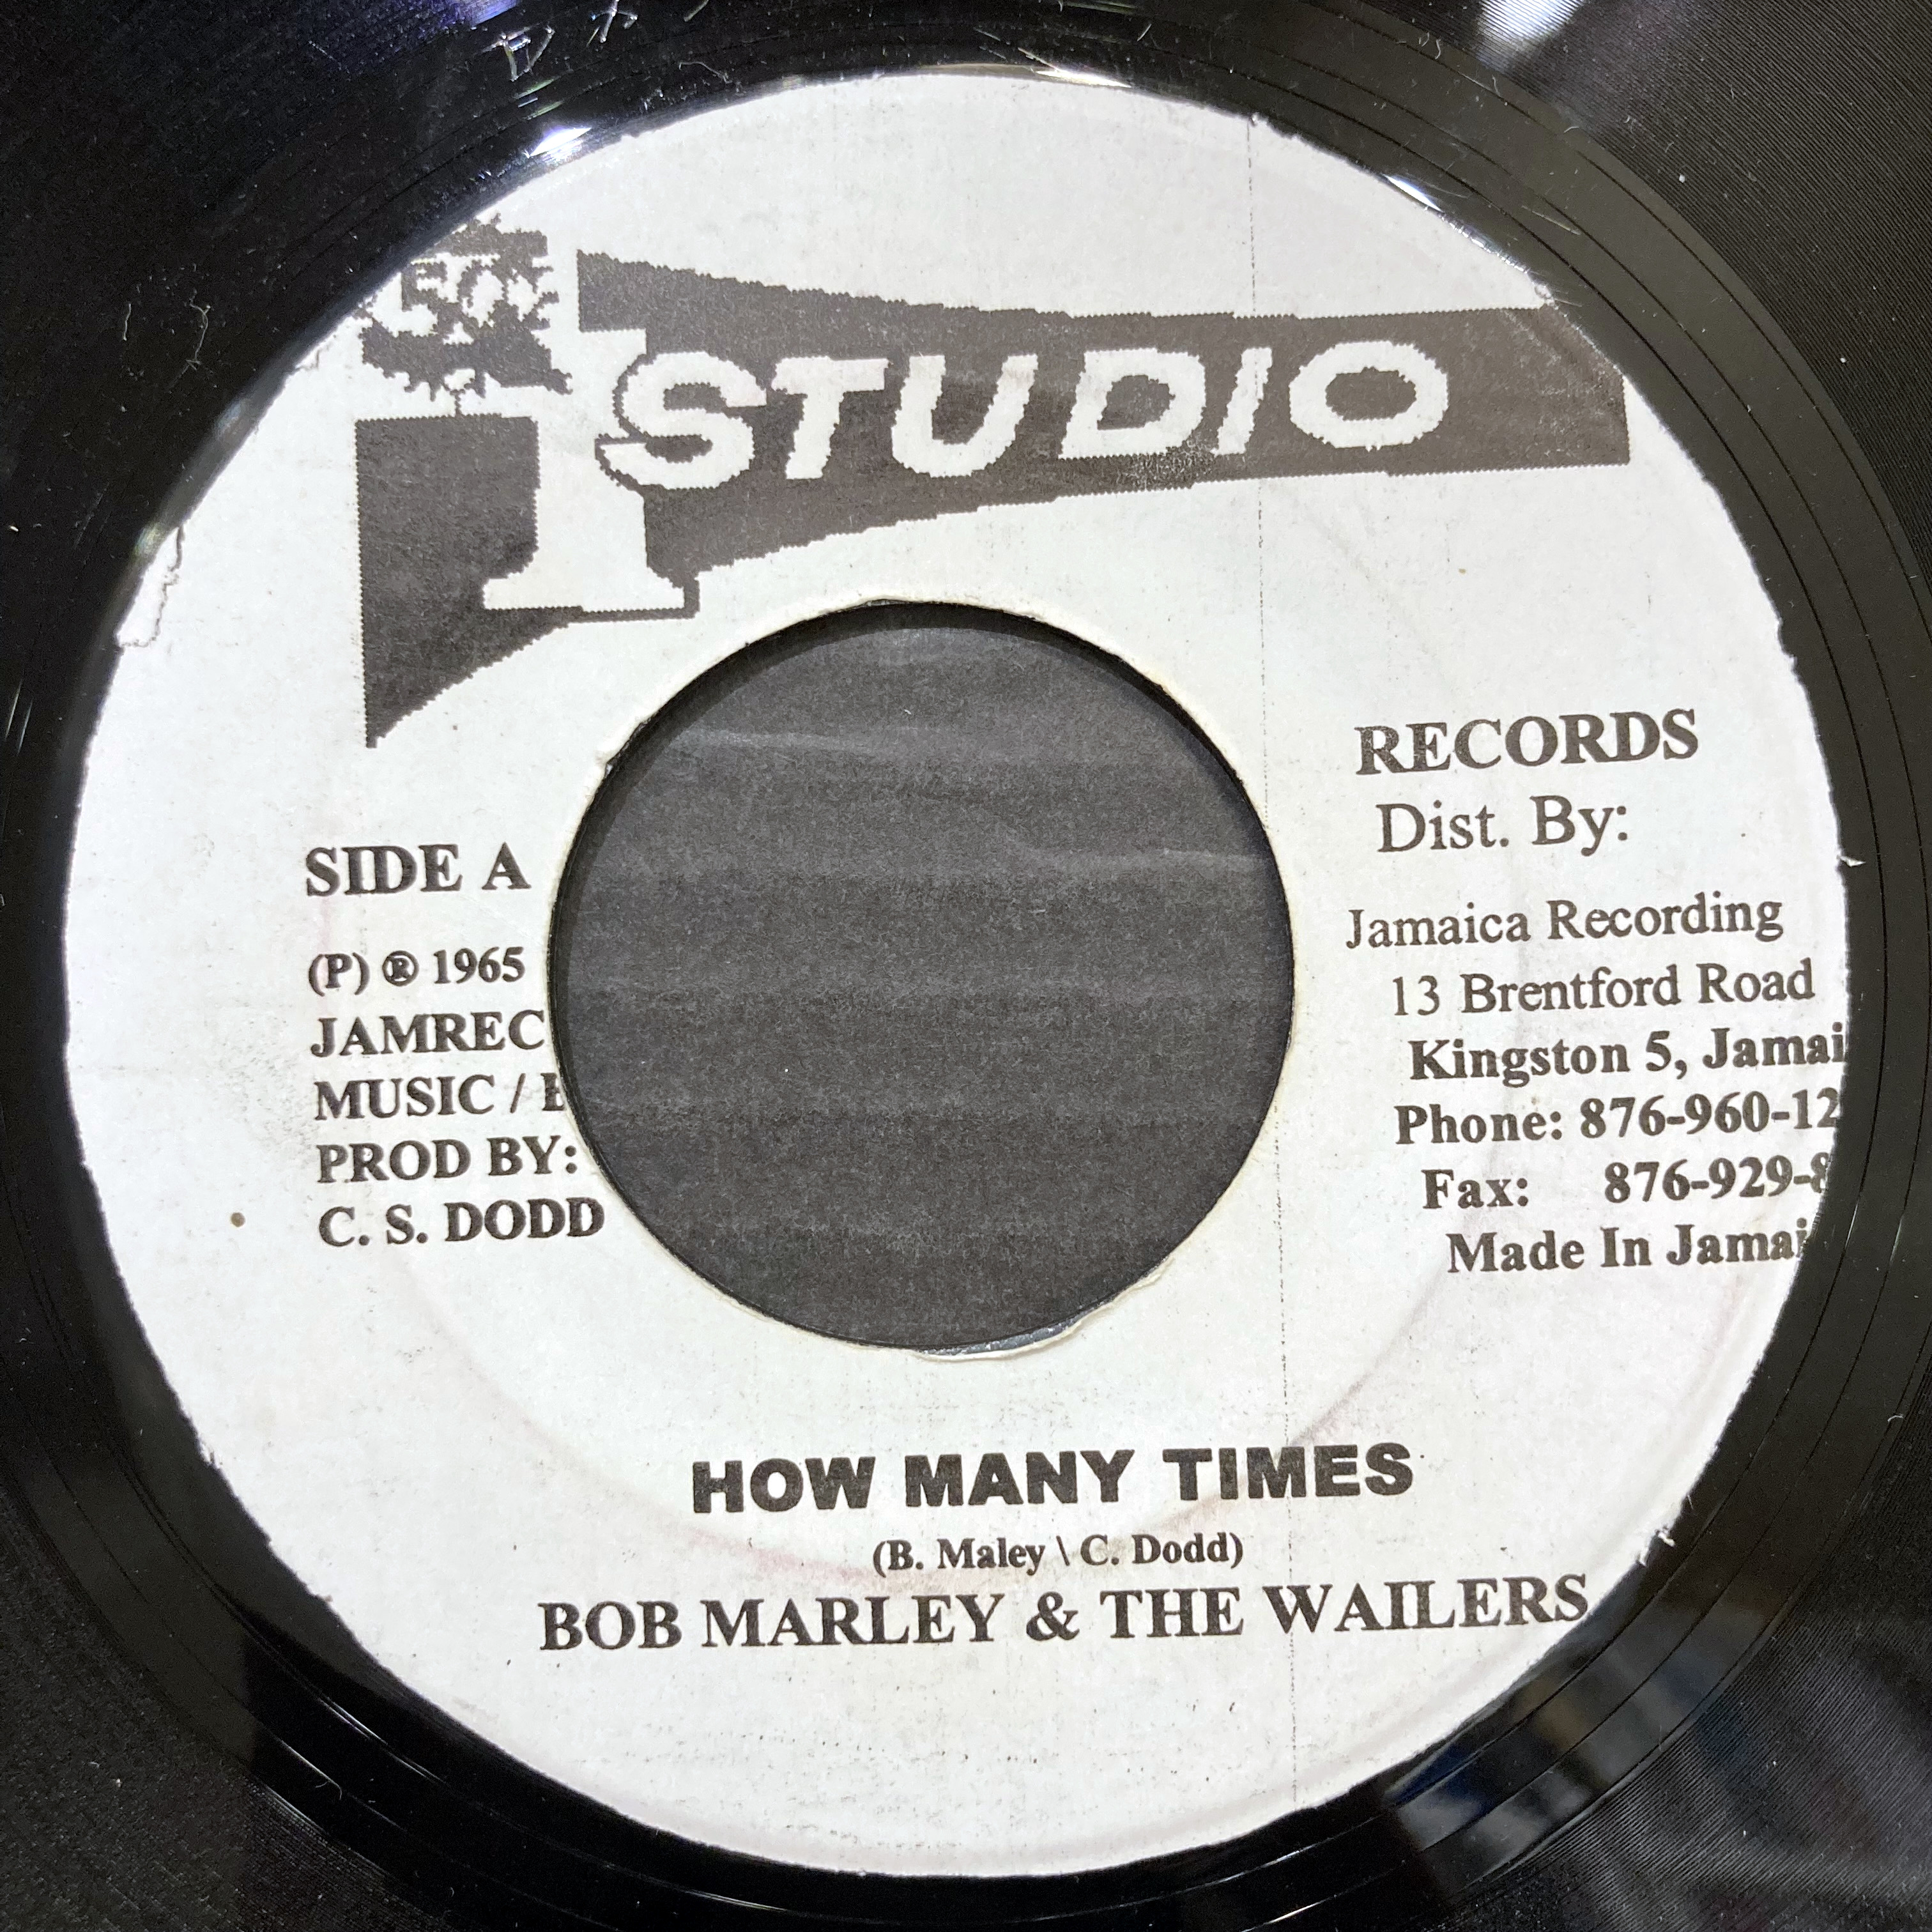 1 STUDIO
RECORDS
Dist. By:
Jamaica Recording
13 Brentford Road
Kingston 5, Jamai
Phone: 876-960-12
Fax: 876-929-
Made In Jamai
SIDE A
(P) ® 1965
JAMREC
MUSIC /
PROD BY:
C. S. DODD
HOW MANY TIMES
(B. Maley \ C. Dodd)
BOB MARLEY & THE WAILERS